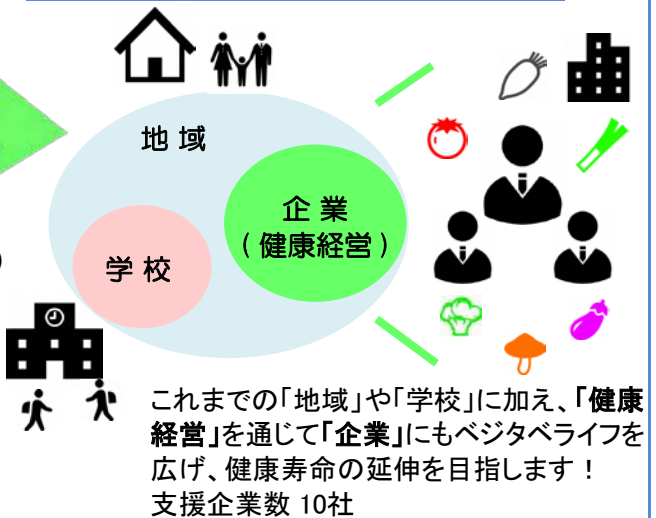 地 域
企 業
( 健康経営 )
学 校
これまでの「地域」や「学校」に加え、「健康
経営」を通じて「企業」にもベジタベライフを
広げ、健康寿命の延伸を目指します！
支援企業数 10社